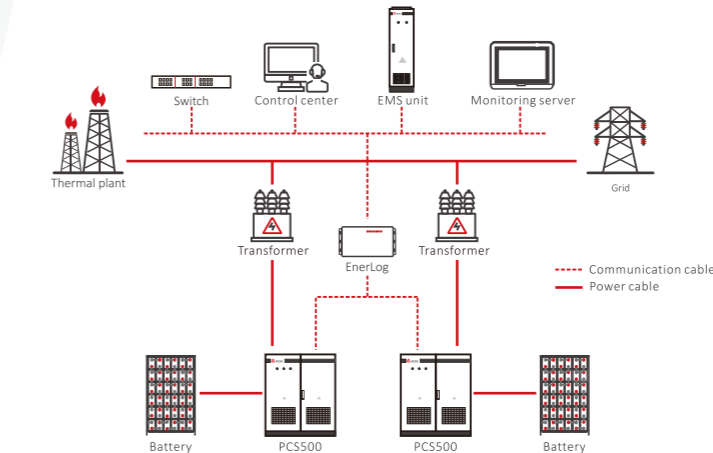 Switch
Control center
EMS unit
Monitoring server
Thermal plant
Grid
Transformer
Transformer
EnerLog
Communication cable
Power cable
Battery
PCS500
PCS500
Battery